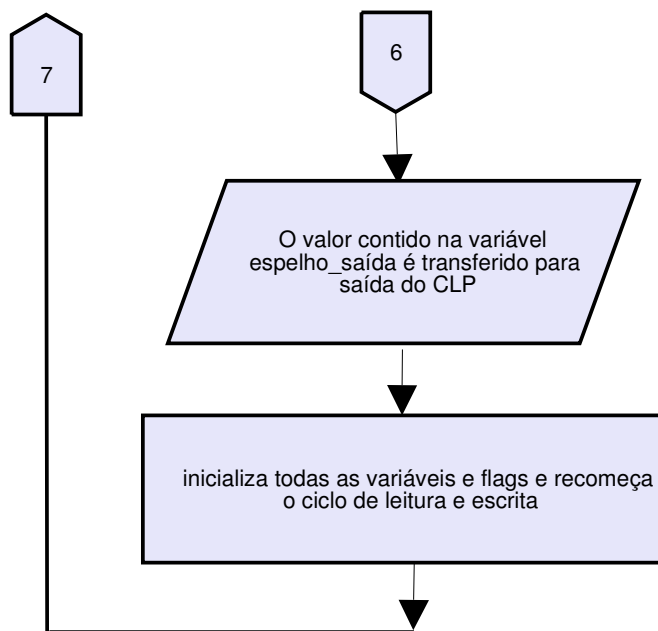 7
6
O valor contido na variável
espelho_saída é transferido para
saída do CLP
inicializa todas as variáveis e flags e recomeça
o ciclo de leitura e escrita